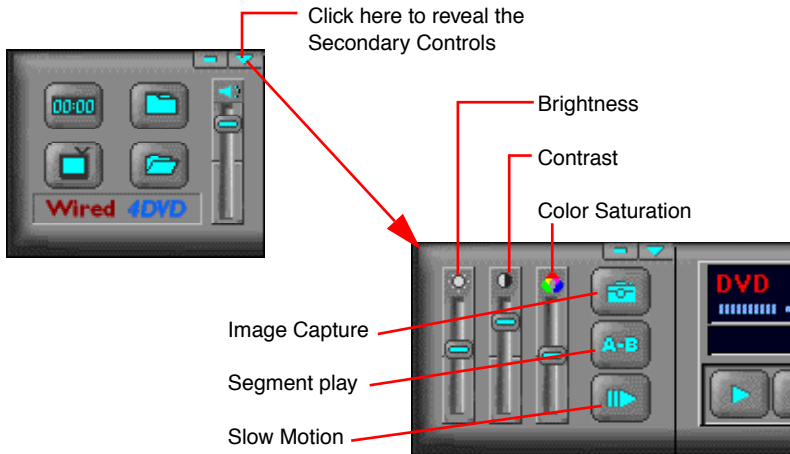 Click here to reveal the
Secondary Controls
00:00
Wired 4DVD
Brightness
Contrast
Color Saturation
DVD
Image Capture
A-B
Segment play
Slow Motion